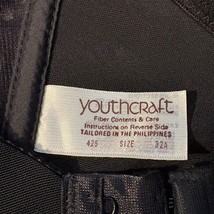 youthcraft
Fiber Contents & Care
Instructions on Reverse Side
TAILORED IN THE PHILIPPINES
425 SIZE 32A